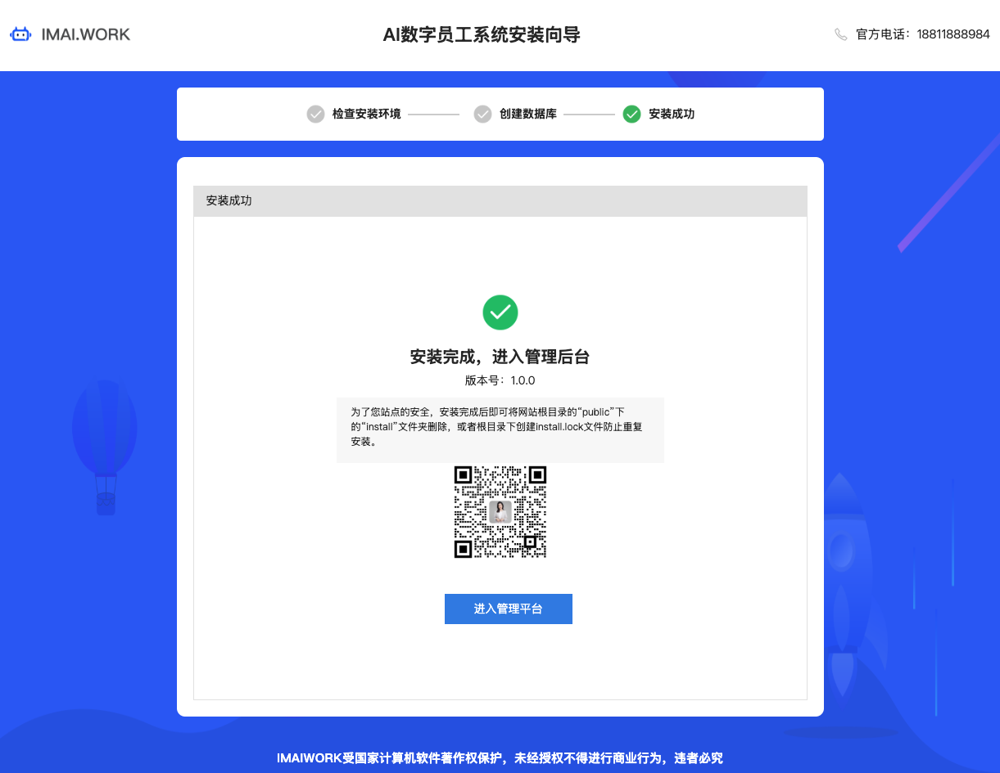 IMAI.WORK
AI数字员工系统安装向导
官方电话：18811888984
检查安装环境
创建数据库
安装成功
安装成功
安装完成，进入管理后台
版本号：1.0.0
为了您站点的安全，安装完成后即可将网站根目录的“public”下
的“install”文件夹删除，或者根目录下创建install.lock文件防止重复
安装。
进入管理平台
IMAIWORK受国家计算机软件著作权保护，未经授权不得进行商业行为，违者必究